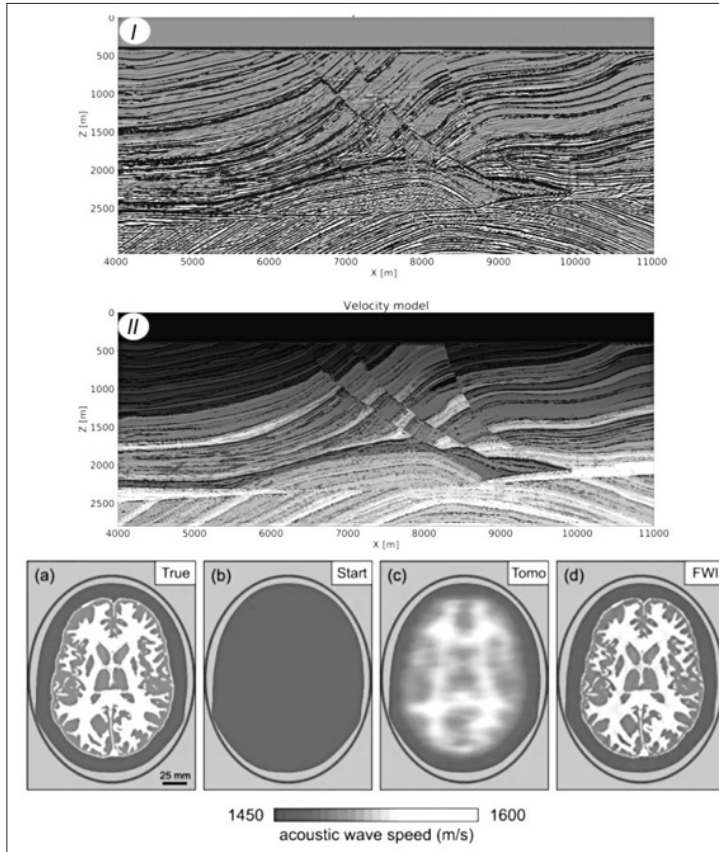 I
0
500
1000
1500
2000
2500
Z [m]
4000 5000 6000 7000 8000 9000 10000 11000
X [m]
Velocity model
II
0
500
1000
1500
2000
2500
Z [m]
4000 5000 6000 7000 8000 9000 10000 11000
X [m]
(a) True
25 mm
(b) Start
(c) Tomo
(d) FWI
1450 1600
acoustic wave speed (m/s)